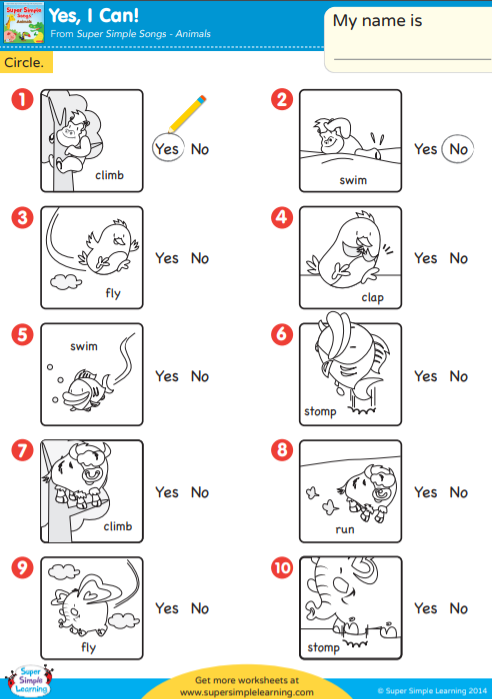 Super Simple
Songs
Animals
Yes, I Can!
From Super Simple Songs - Animals
My name is
Circle.
1
climb
Yes No
2
swim
Yes No
3
fly
Yes No
4
clap
Yes No
5
swim
Yes No
6
stomp
Yes No
7
climb
Yes No
8
run
Yes No
9
fly
Yes No
10
stomp
Yes No
Super
Simple
Learning
Get more worksheets at
www.supersimplelearning.com
© Super Simple Learning 2014